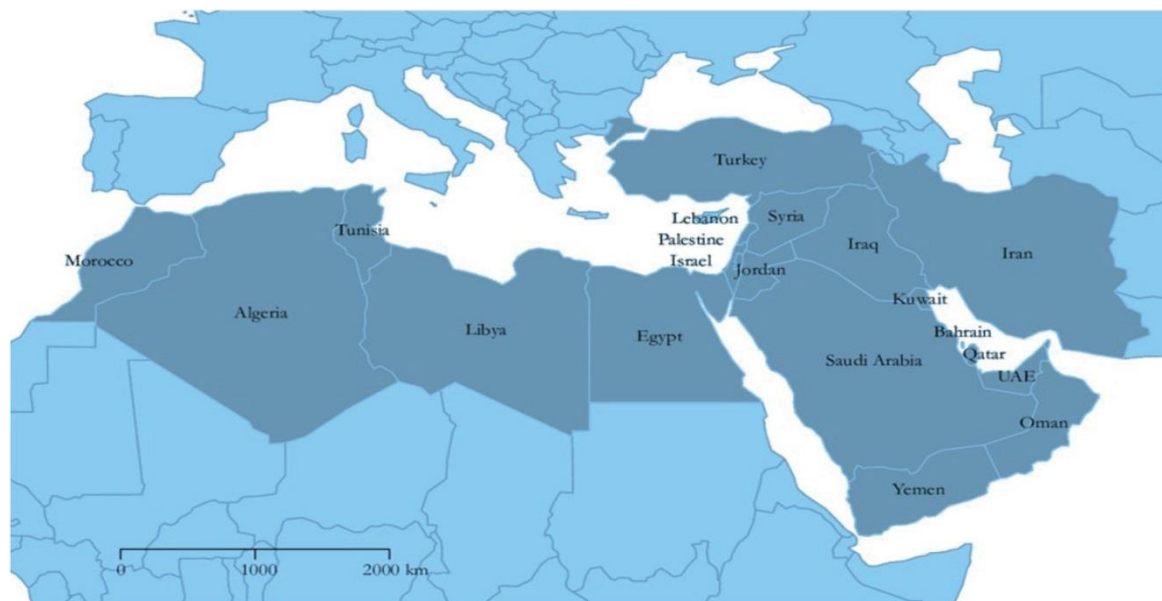 Turkey
Lebanon
Syria
Tunisia
Palestine
Iraq
Iran
Morocco
Israel
Jordan
Kuwait
Algeria
Libya
Egypt
Bahrain
Qatar
Saudi Arabia
UAE
Oman
Yemen
0 1000 2000 km